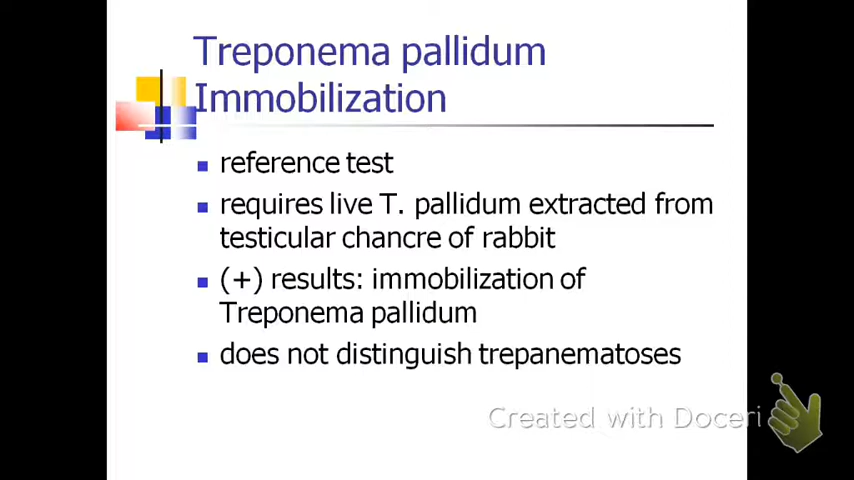 Treponema pallidum
Immobilization
reference test
requires live T. pallidum extracted from
testicular chancre of rabbit
(+) results: immobilization of
Treponema pallidum
does not distinguish trepanematoses
Created with Doceri